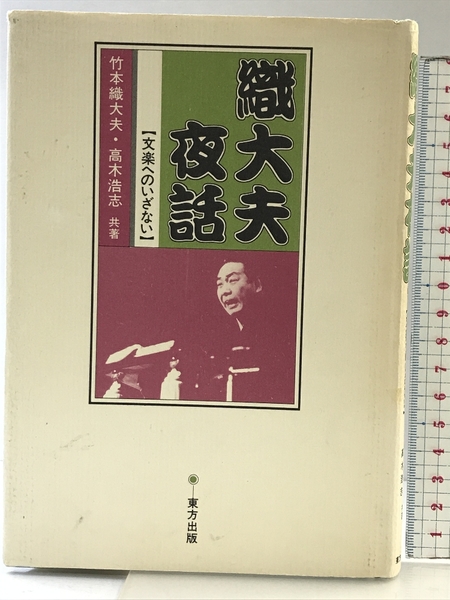 織大夫
夜話
【文楽へのいざない】
竹本織大夫・高木浩志 共著
東方出版